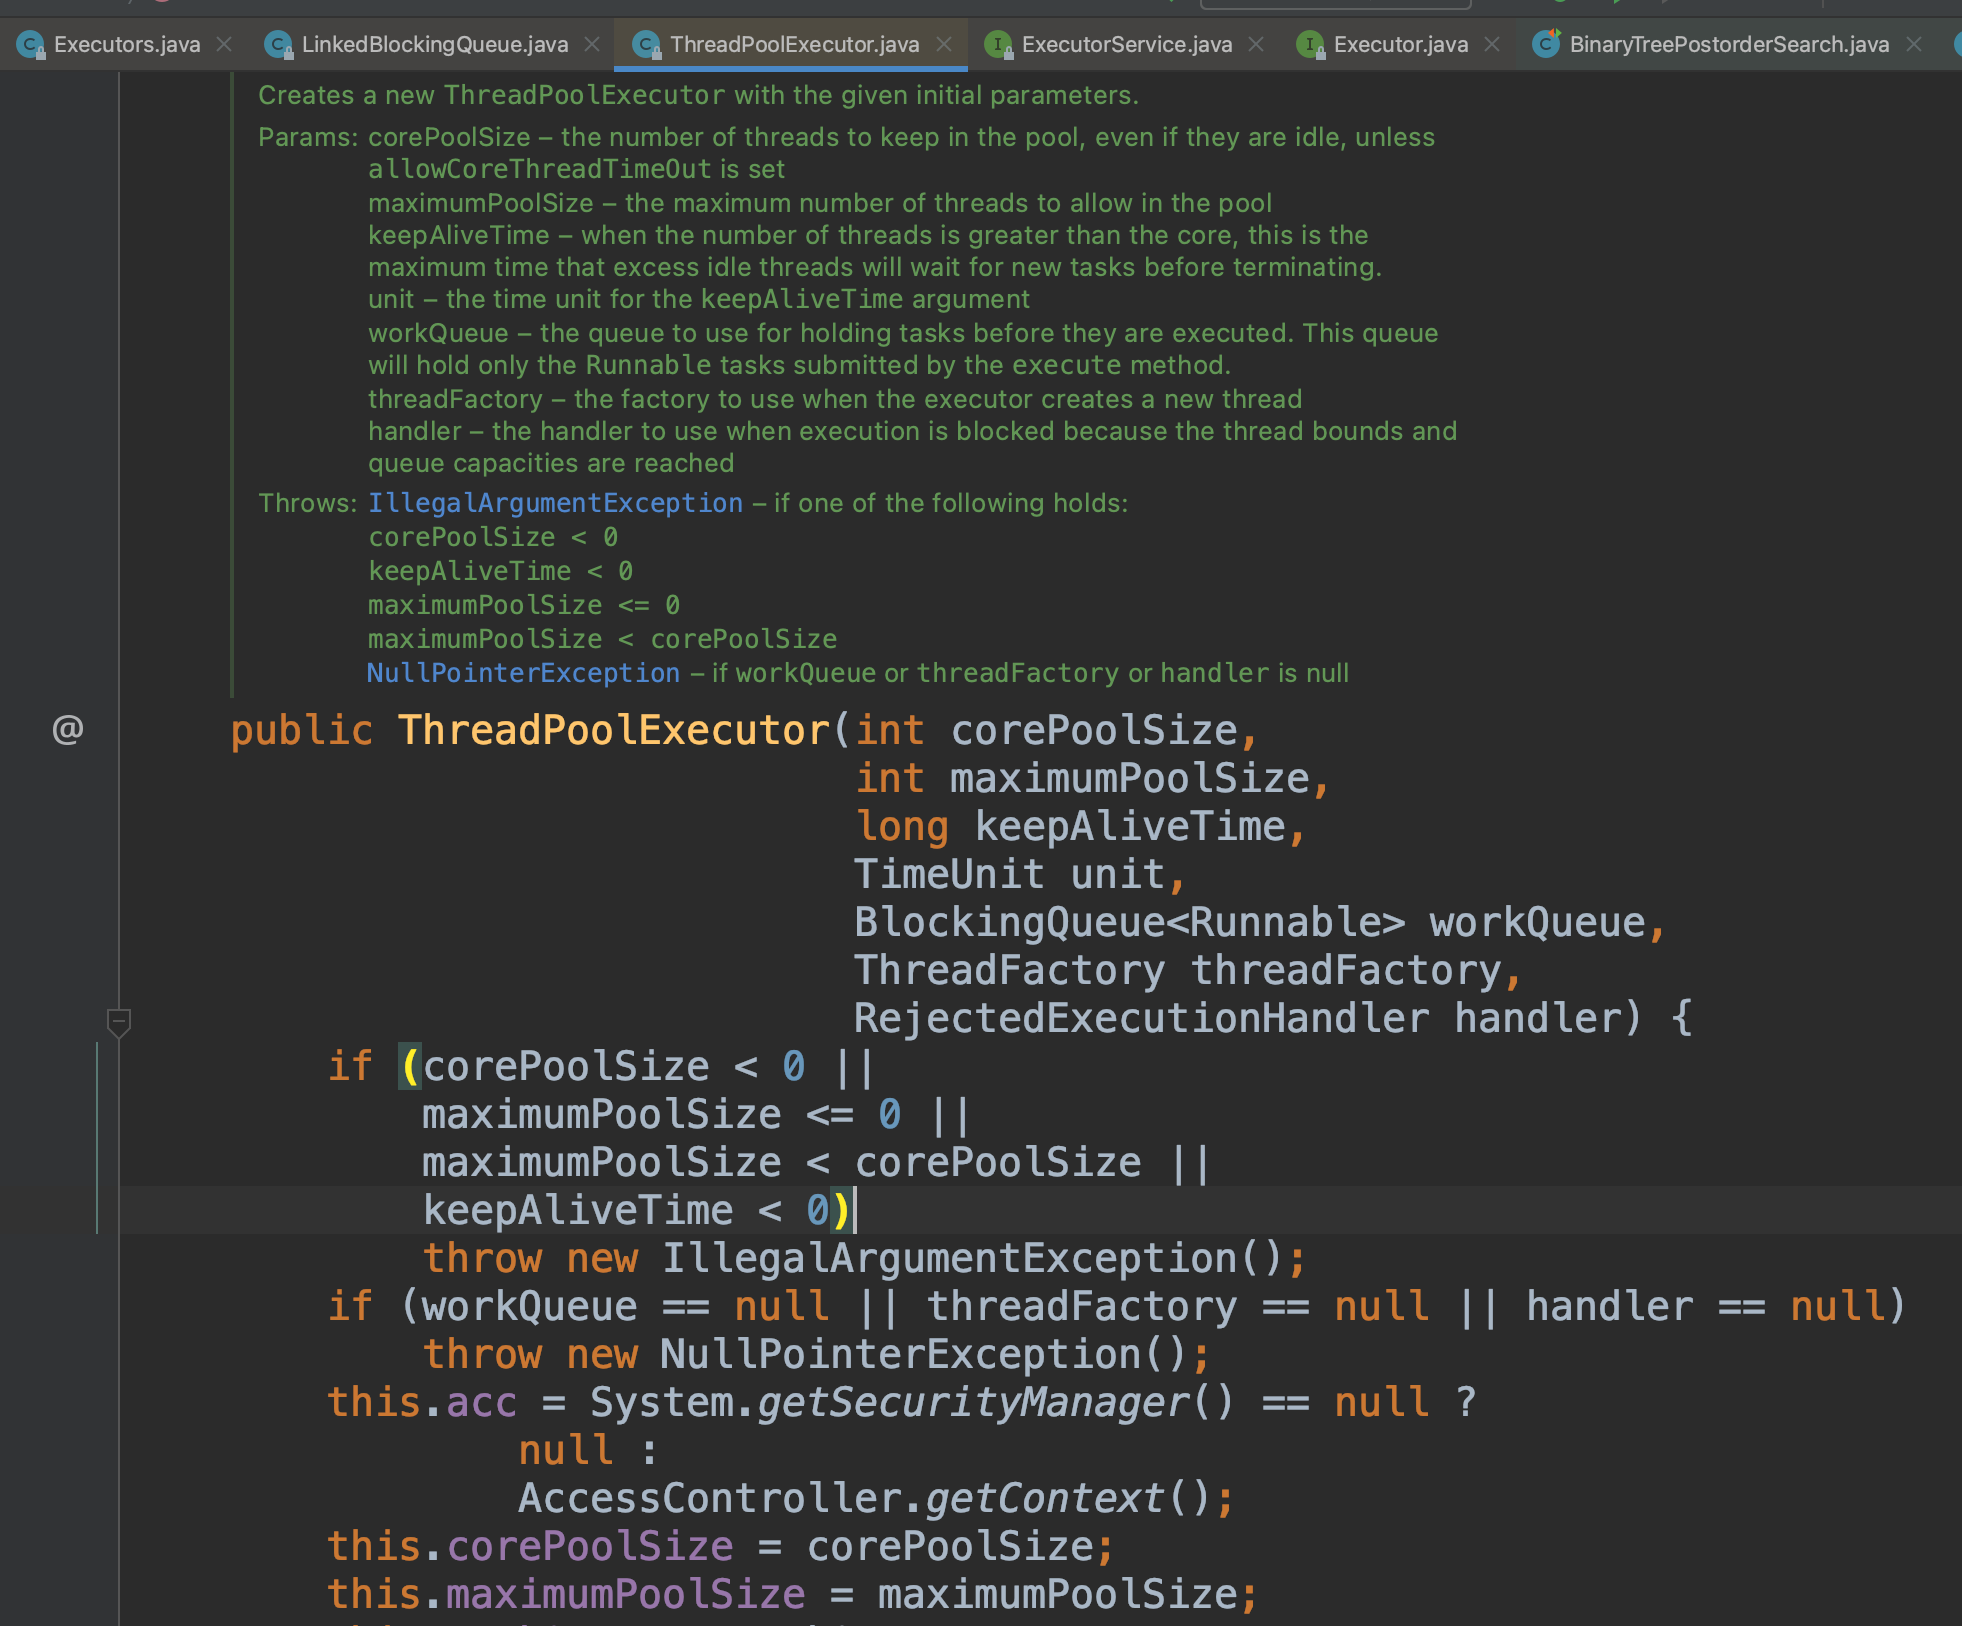 Executors.java LinkedBlockingQueue.java ThreadPoolExecutor.java ExecutorService.java Executor.java BinaryTreePostorderSearch.java
Creates a new ThreadPoolExecutor with the given initial parameters.
Params: corePoolSize – the number of threads to keep in the pool, even if they are idle, unless
allowCoreThreadTimeOut is set
maximumPoolSize – the maximum number of threads to allow in the pool
keepAliveTime – when the number of threads is greater than the core, this is the
maximum time that excess idle threads will wait for new tasks before terminating.
unit – the time unit for the keepAliveTime argument
workQueue – the queue to use for holding tasks before they are executed. This queue
will hold only the Runnable tasks submitted by the execute method.
threadFactory – the factory to use when the executor creates a new thread
handler – the handler to use when execution is blocked because the thread bounds and
queue capacities are reached
Throws: IllegalArgumentException – if one of the following holds:
corePoolSize < 0
keepAliveTime < 0
maximumPoolSize <= 0
maximumPoolSize < corePoolSize
NullPointerException – if workQueue or threadFactory or handler is null
@ public ThreadPoolExecutor(int corePoolSize,
int maximumPoolSize,
long keepAliveTime,
TimeUnit unit,
BlockingQueue<Runnable> workQueue,
ThreadFactory threadFactory,
RejectedExecutionHandler handler) {
if (corePoolSize < 0 ||
maximumPoolSize <= 0 ||
maximumPoolSize < corePoolSize ||
keepAliveTime < 0)
throw new IllegalArgumentException();
if (workQueue == null || threadFactory == null || handler == null)
throw new NullPointerException();
this.acc = System.getSecurityManager() == null ?
null :
AccessController.getContext();
this.corePoolSize = corePoolSize;
this.maximumPoolSize = maximumPoolSize;